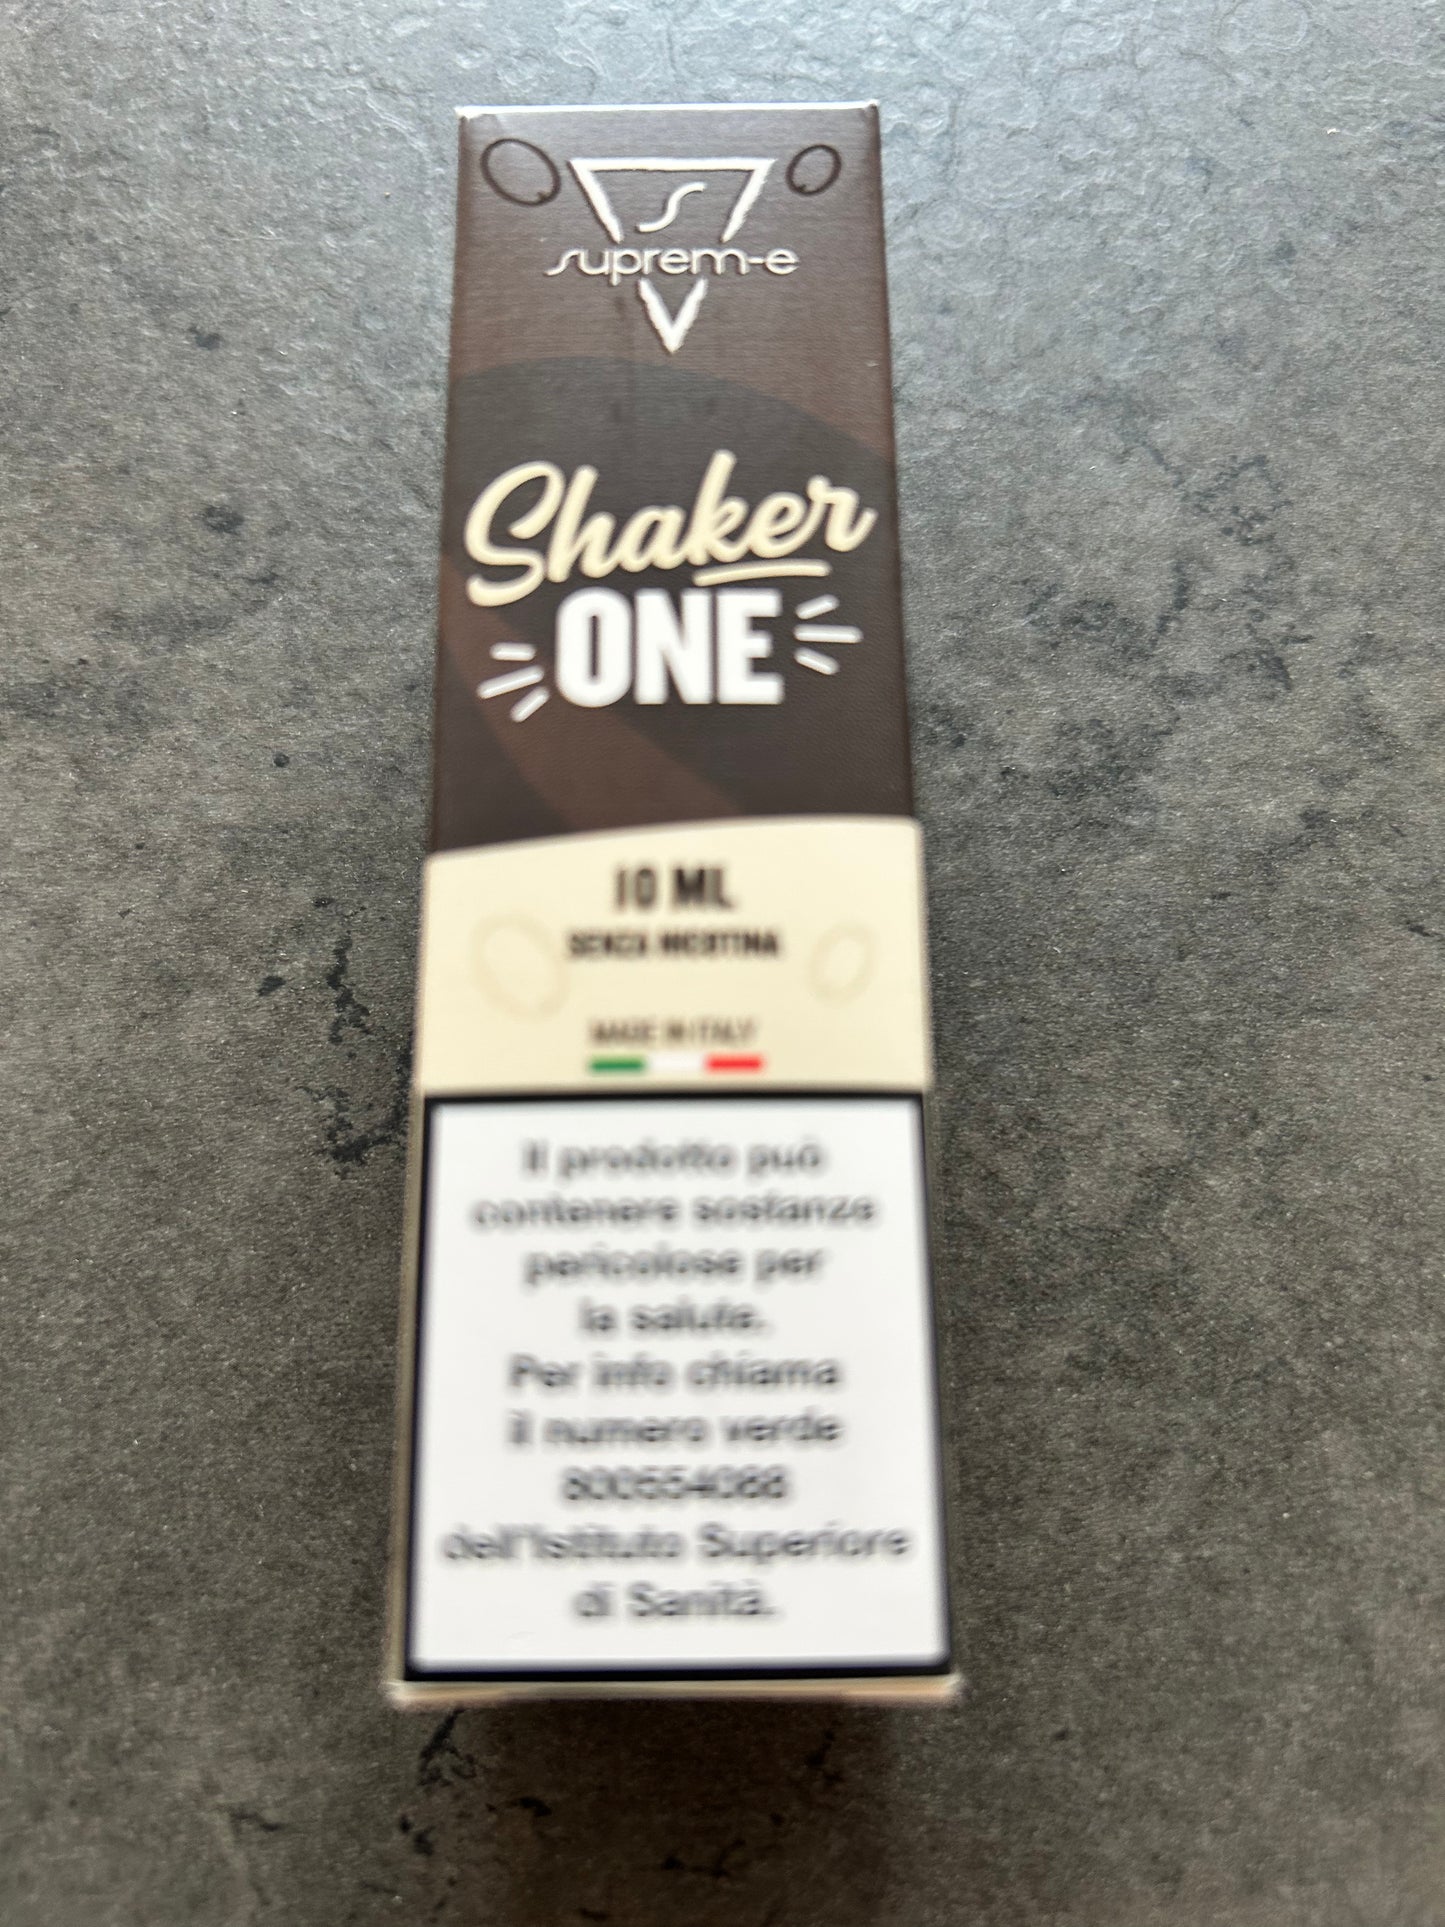 S
suprem-e
Shaker
ONE
10 ML
SENZA NICOTINA
MADE IN ITALY
Il prodotto può
contenere sostanze
pericolose per
la salute.
Per info chiama
il numero verde
800554088
dell'Istituto Superiore
di Sanità.